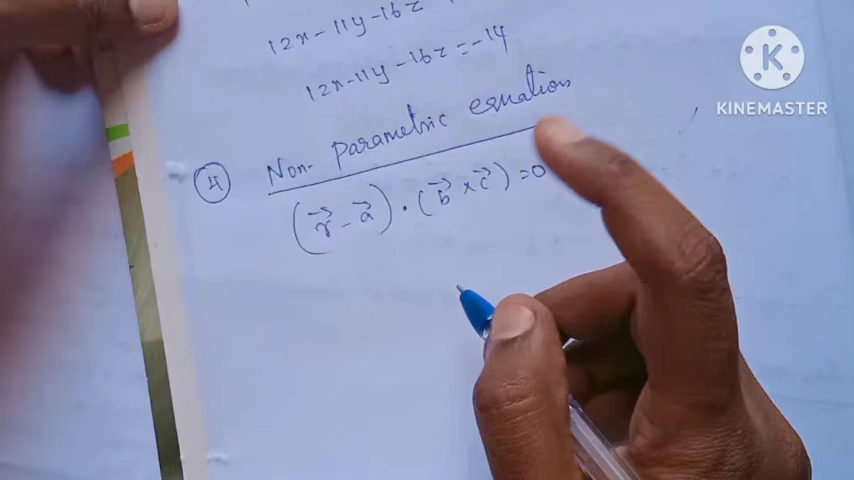 12x-11y-16z
12x-11y-16z=-14
④ Non-parametric equation
(r⃗-a⃗)·(b⃗×c⃗)=0
K
KINEMASTER